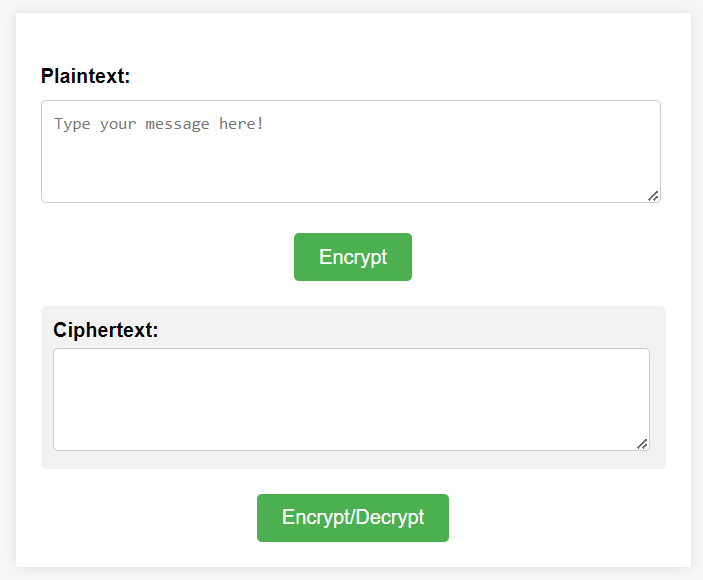 Plaintext:
Type your message here!
Encrypt
Ciphertext:
Encrypt/Decrypt